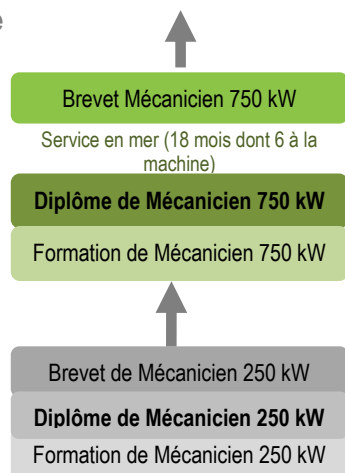 e
Brevet Mécanicien 750 kW
Service en mer (18 mois dont 6 à la
machine)
Diplôme de Mécanicien 750 kW
Formation de Mécanicien 750 kW
Brevet de Mécanicien 250 kW
Diplôme de Mécanicien 250 kW
Formation de Mécanicien 250 kW